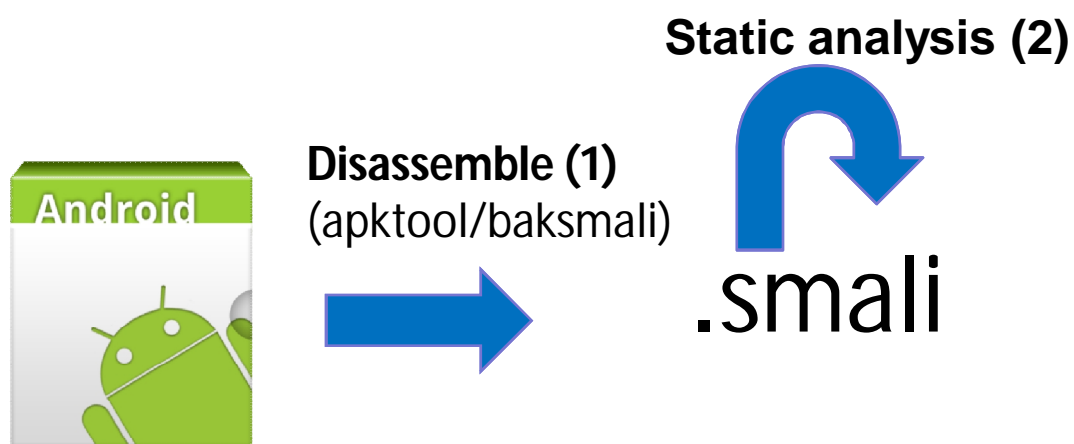 Static analysis (2)
Disassemble (1)
(apktool/baksmali)
Android
.smali